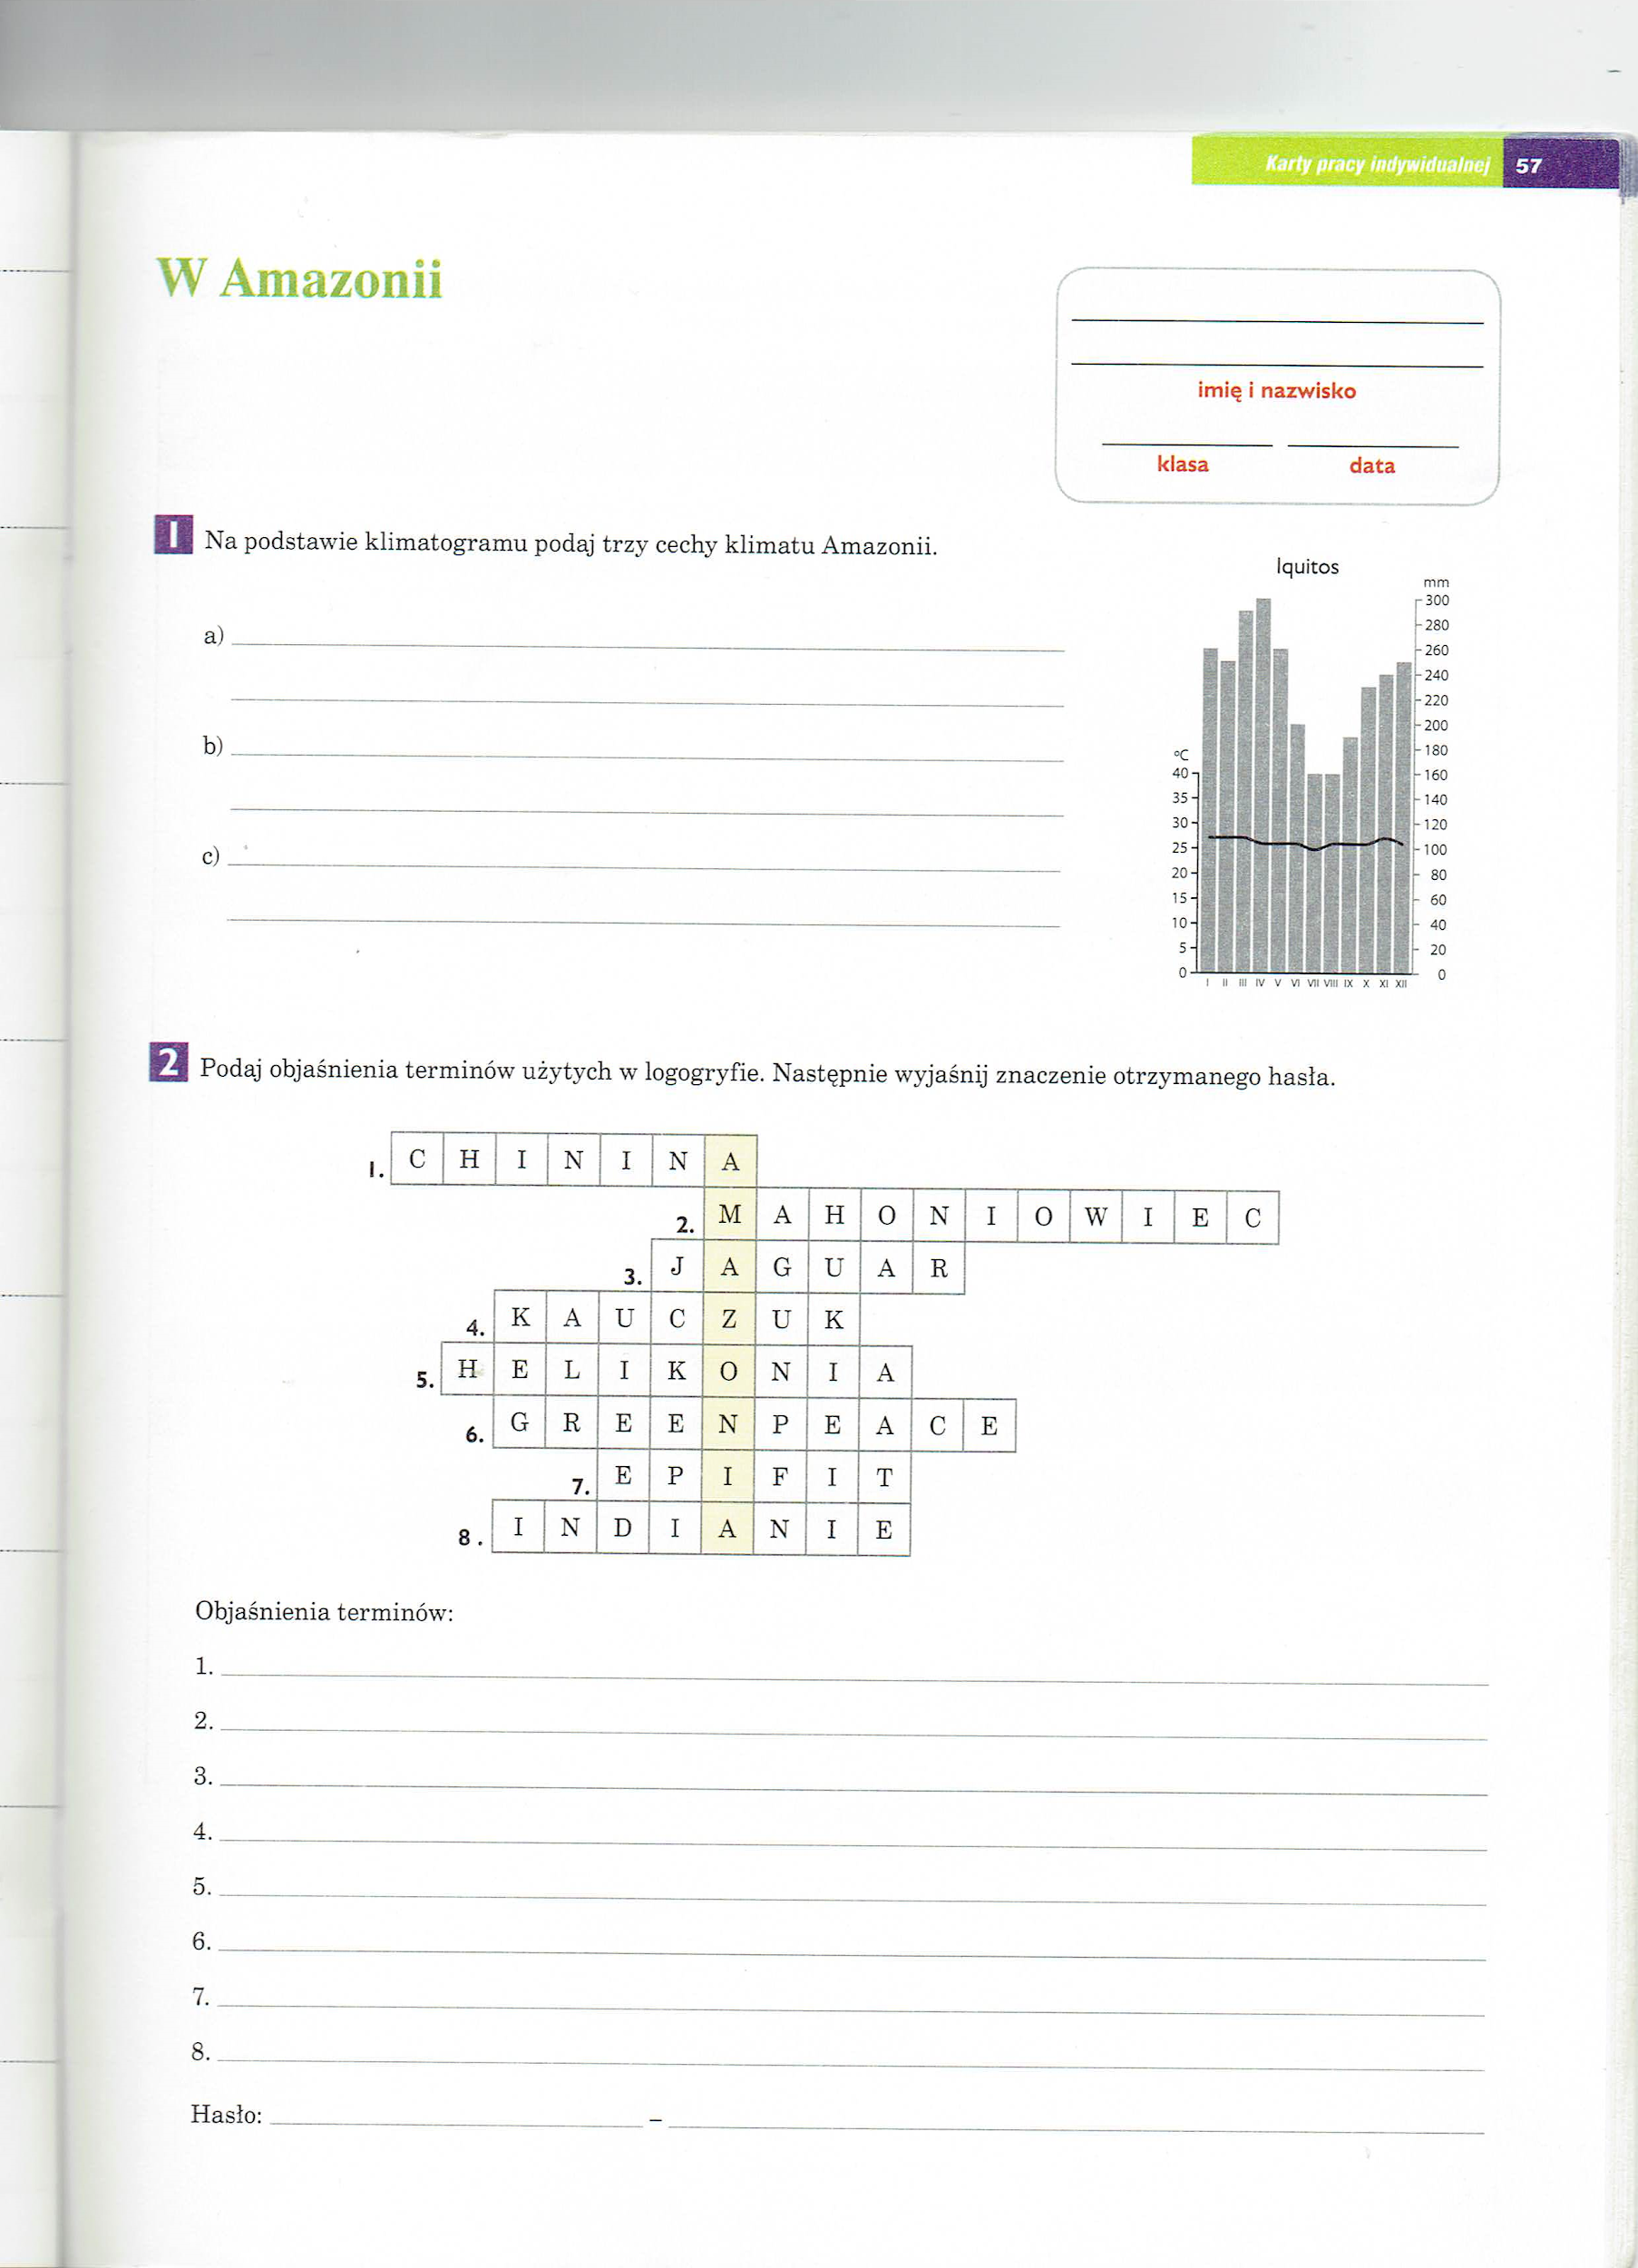 Karty pracy indywidualnej 57
W Amazonii
imię i nazwisko
klasa data
1 Na podstawie klimatogramu podaj trzy cechy klimatu Amazonii.
a)
b)
c)
Iquitos
mm
300
280
260
240
220
200
180
160
140
120
100
80
60
40
20
0
°C
40
35
30
25
20
15
10
5
0
I II III IV V VI VII VIII IX X XI XII
2 Podaj objaśnienia terminów użytych w logogryfie. Następnie wyjaśnij znaczenie otrzymanego hasła.
1. C H I N I N A
2. M A H O N I O W I E C
3. J A G U A R
4. K A U C Z U K
5. H E L I K O N I A
6. G R E E N P E A C E
7. E P I F I T
8. I N D I A N I E
Objaśnienia terminów:
1.
2.
3.
4.
5.
6.
7.
8.
Hasło: –